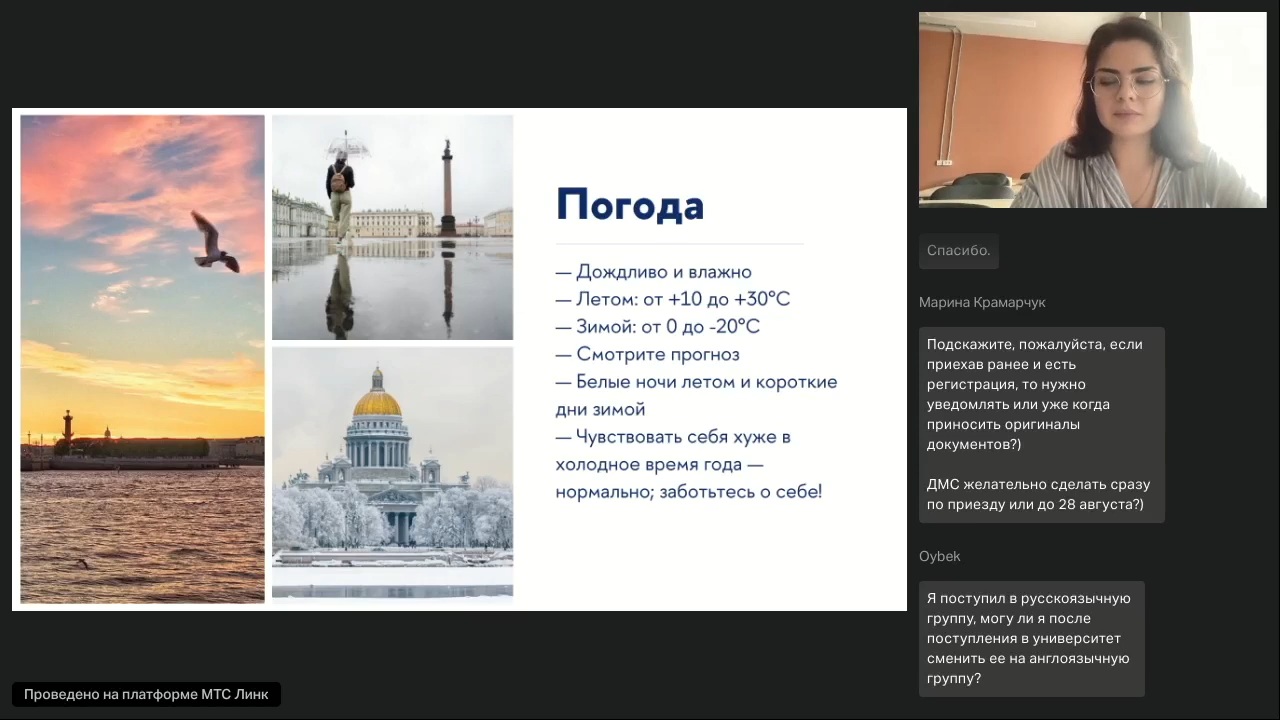 Погода
— Дождливо и влажно
— Летом: от +10 до +30°C
— Зимой: от 0 до -20°C
— Смотрите прогноз
— Белые ночи летом и короткие
дни зимой
— Чувствовать себя хуже в
холодное время года —
нормально; заботьтесь о себе!
Спасибо.
Марина Крамарчук
Подскажите, пожалуйста, если
приехав ранее и есть
регистрация, то нужно
уведомлять или уже когда
приносить оригиналы
документов?)
ДМС желательно сделать сразу
по приезду или до 28 августа?)
Oybek
Я поступил в русскоязычную
группу, могу ли я после
поступления в университет
сменить ее на англоязычную
группу?
Проведено на платформе МТС Линк